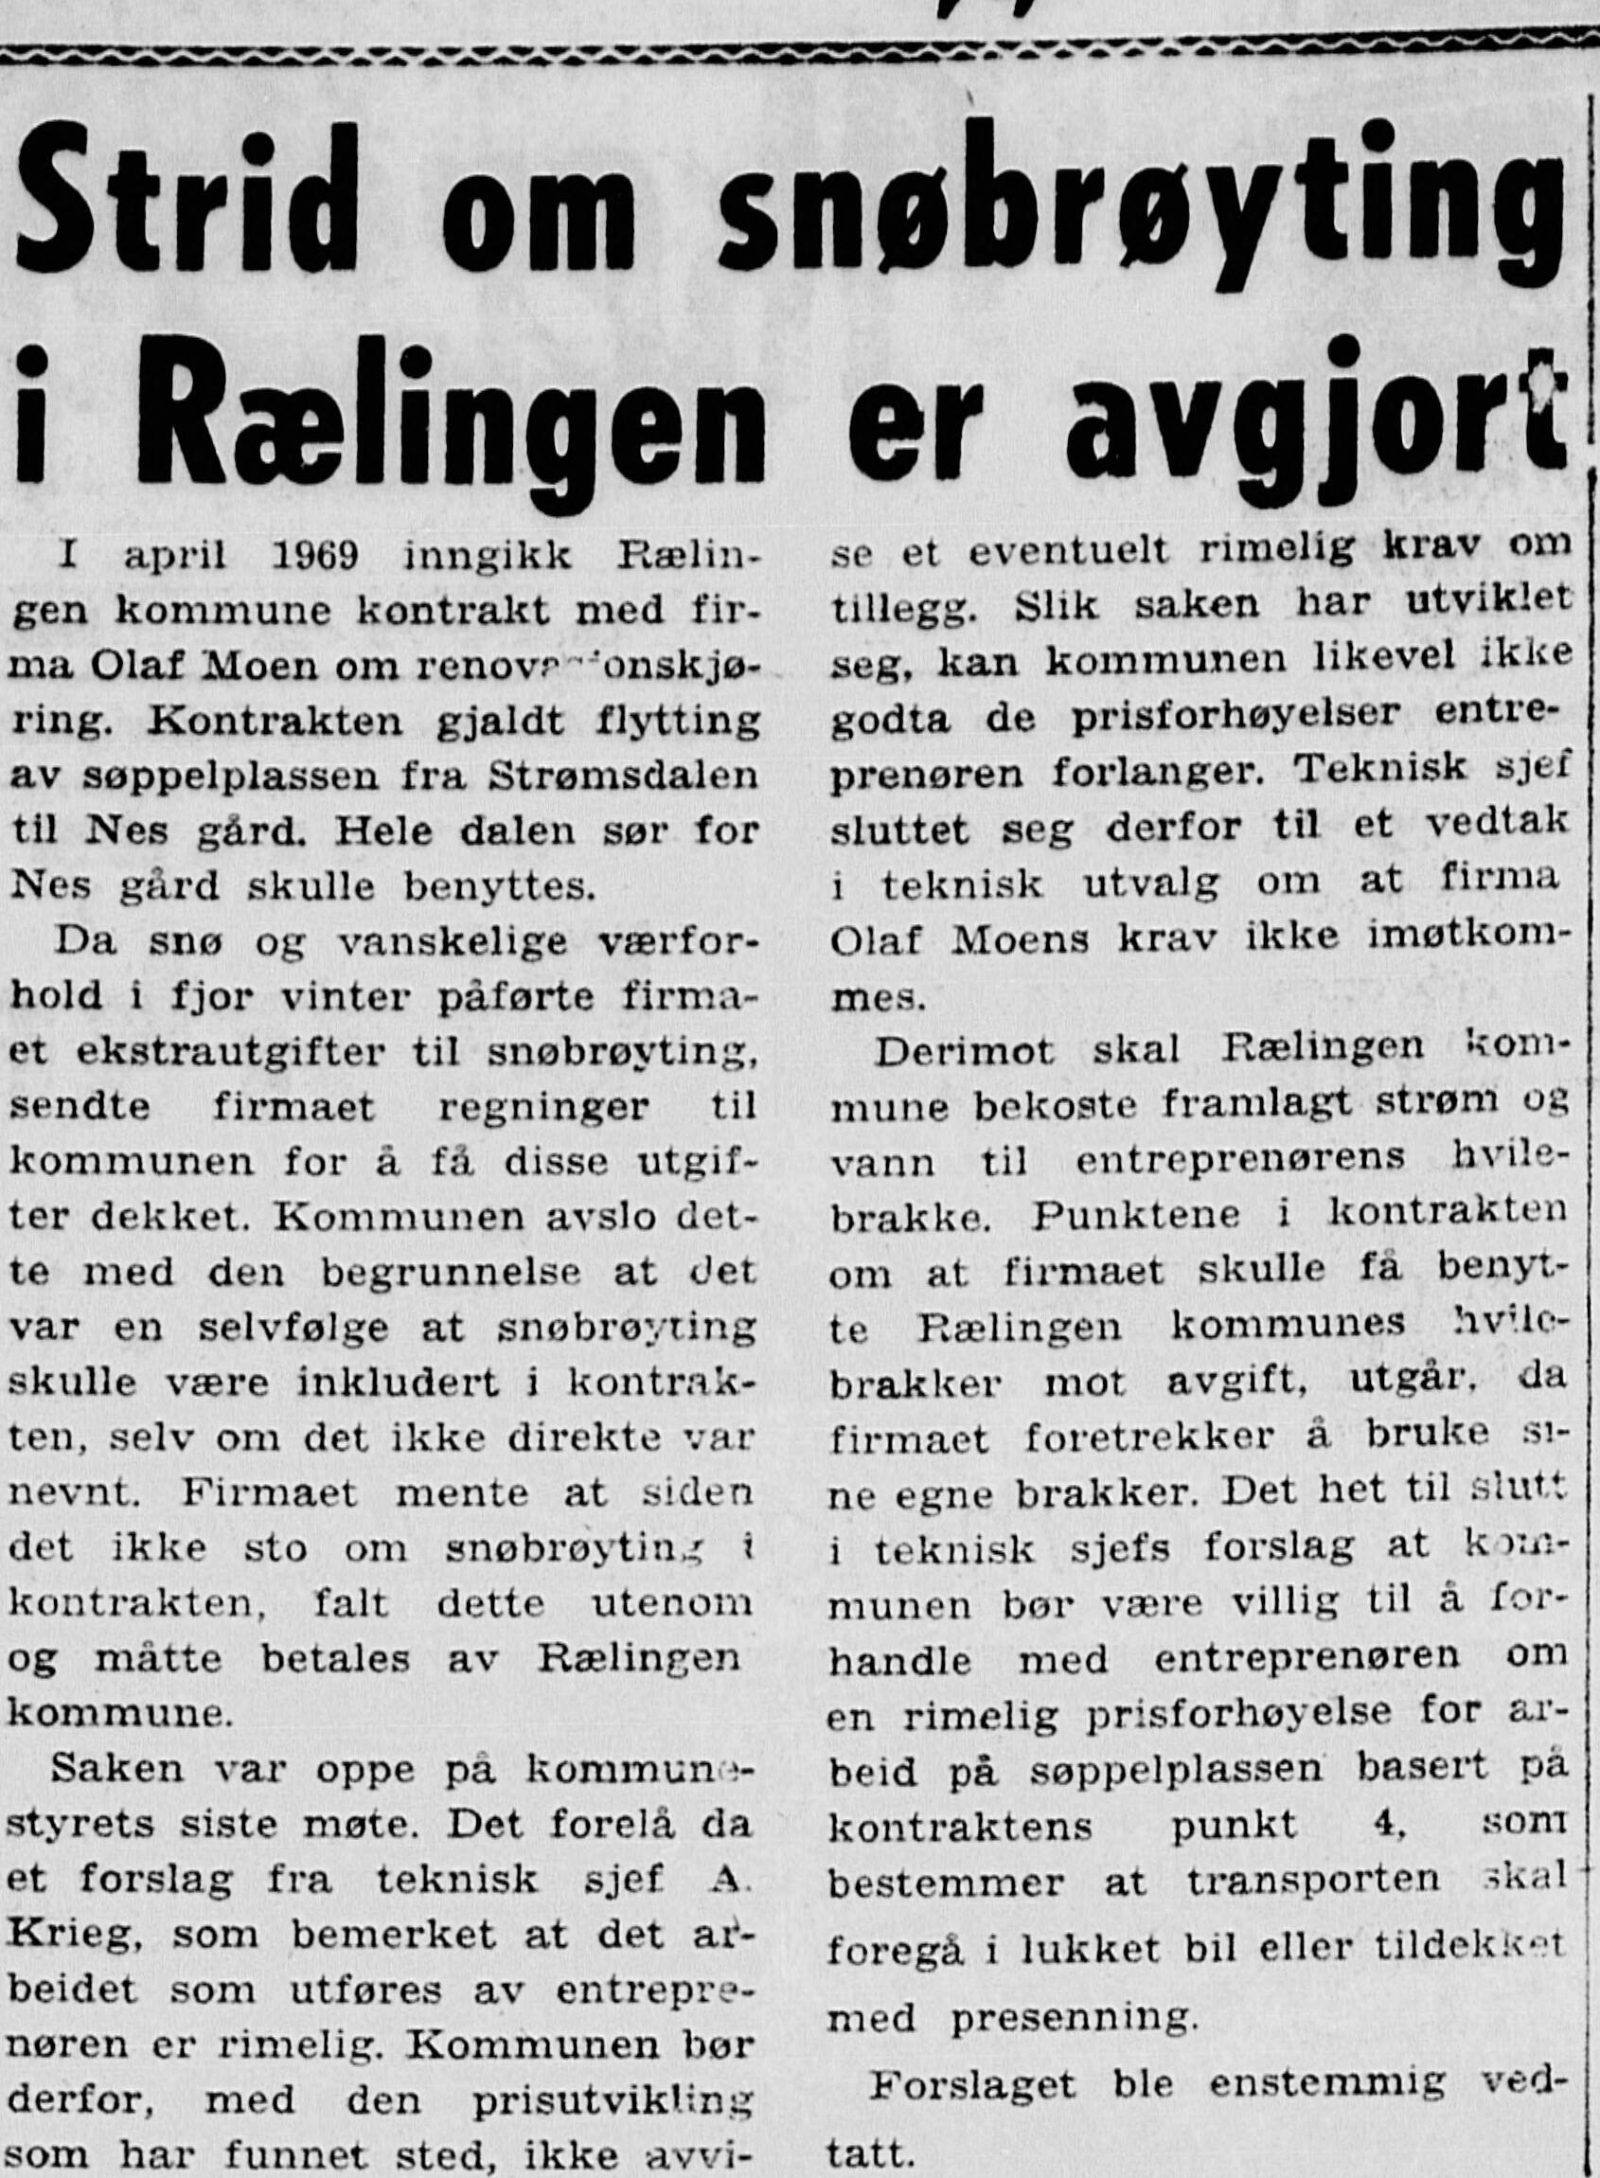 Strid om snøbrøyting
i Rælingen er avgjort
I april 1969 inngikk Rælin-
gen kommune kontrakt med fir-
ma Olaf Moen om renovasjonskjø-
ring. Kontrakten gjaldt flytting
av søppelplassen fra Strømsdalen
til Nes gård. Hele dalen sør for
Nes gård skulle benyttes.
Da snø og vanskelige værfor-
hold i fjor vinter påførte firma-
et ekstrautgifter til snøbrøyting,
sendte firmaet regninger til
kommunen for å få disse utgif-
ter dekket. Kommunen avslo det-
te med den begrunnelse at det
var en selvfølge at snøbrøyting
skulle være inkludert i kontrak-
ten, selv om det ikke direkte var
nevnt. Firmaet mente at siden
det ikke sto om snøbrøyting i
kontrakten, falt dette utenom
og måtte betales av Rælingen
kommune.
Saken var oppe på kommune-
styrets siste møte. Det forelå da
et forslag fra teknisk sjef A.
Krieg, som bemerket at det ar-
beidet som utføres av entrepre-
nøren er rimelig. Kommunen bør
derfor, med den prisutvikling
som har funnet sted, ikke avvi-
se et eventuelt rimelig krav om
tillegg. Slik saken har utviklet
seg, kan kommunen likevel ikke
godta de prisforhøyelser entre-
prenøren forlanger. Teknisk sjef
sluttet seg derfor til et vedtak
i teknisk utvalg om at firma
Olaf Moens krav ikke imøtkom-
mes.
Derimot skal Rælingen kom-
mune bekoste framlagt strøm og
vann til entreprenørens hvile-
brakke. Punktene i kontrakten
om at firmaet skulle få benyt-
te Rælingen kommunes hvile-
brakker mot avgift, utgår, da
firmaet foretrekker å bruke si-
ne egne brakker. Det het til slutt
i teknisk sjefs forslag at kom-
munen bør være villig til å for-
handle med entreprenøren om
en rimelig prisforhøyelse for ar-
beid på søppelplassen basert på
kontraktens punkt 4, som
bestemmer at transporten skal
foregå i lukket bil eller tildekket
med presenning.
Forslaget ble enstemmig ved-
tatt.